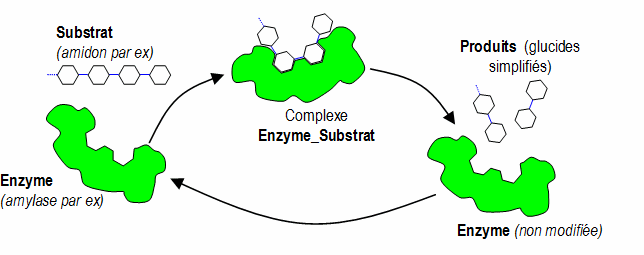 Substrat
(amidon par ex)
Complexe
Enzyme_Substrat
Produits (glucides
simplifiés)
Enzyme
(amylase par ex)
Enzyme (non modifiée)